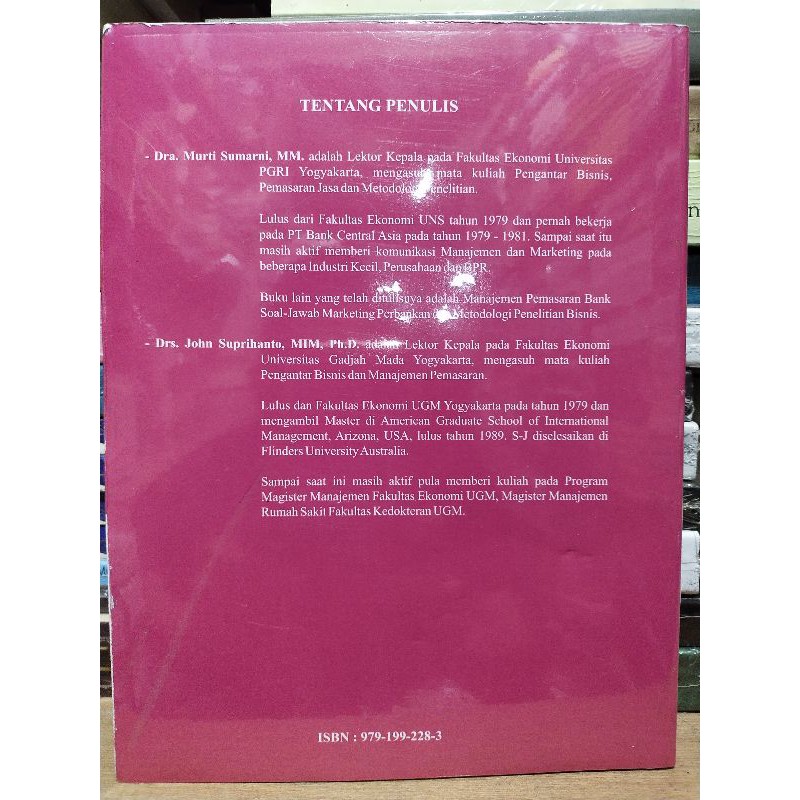 TENTANG PENULIS
- Dra. Murti Sumarni, MM. adalah Lektor Kepala pada Fakultas Ekonomi Universitas
PGRI Yogyakarta, mengasuh mata kuliah Pengantar Bisnis,
Pemasaran Jasa dan Metodologi Penelitian.
Lulus dari Fakultas Ekonomi UNS tahun 1979 dan pernah bekerja
pada PT Bank Central Asia pada tahun 1979 - 1981. Sampai saat itu
masih aktif memberi komunikasi Manajemen dan Marketing pada
beberapa Industri Kecil, Perusahaan dan BPR.
Buku lain yang telah ditulisnya adalah Manajemen Pemasaran Bank
Soal-Jawab Marketing Perbankan dan Metodologi Penelitian Bisnis.
- Drs. John Suprihanto, MIM, Ph.D. adalah Lektor Kepala pada Fakultas Ekonomi
Universitas Gadjah Mada Yogyakarta, mengasuh mata kuliah
Pengantar Bisnis dan Manajemen Pemasaran.
Lulus dan Fakultas Ekonomi UGM Yogyakarta pada tahun 1979 dan
mengambil Master di American Graduate School of International
Management, Arizona, USA, lulus tahun 1989. S-J diselesaikan di
Flinders University Australia.
Sampai saat ini masih aktif pula memberi kuliah pada Program
Magister Manajemen Fakultas Ekonomi UGM, Magister Manajemen
Rumah Sakit Fakultas Kedokteran UGM.
ISBN : 979-199-228-3